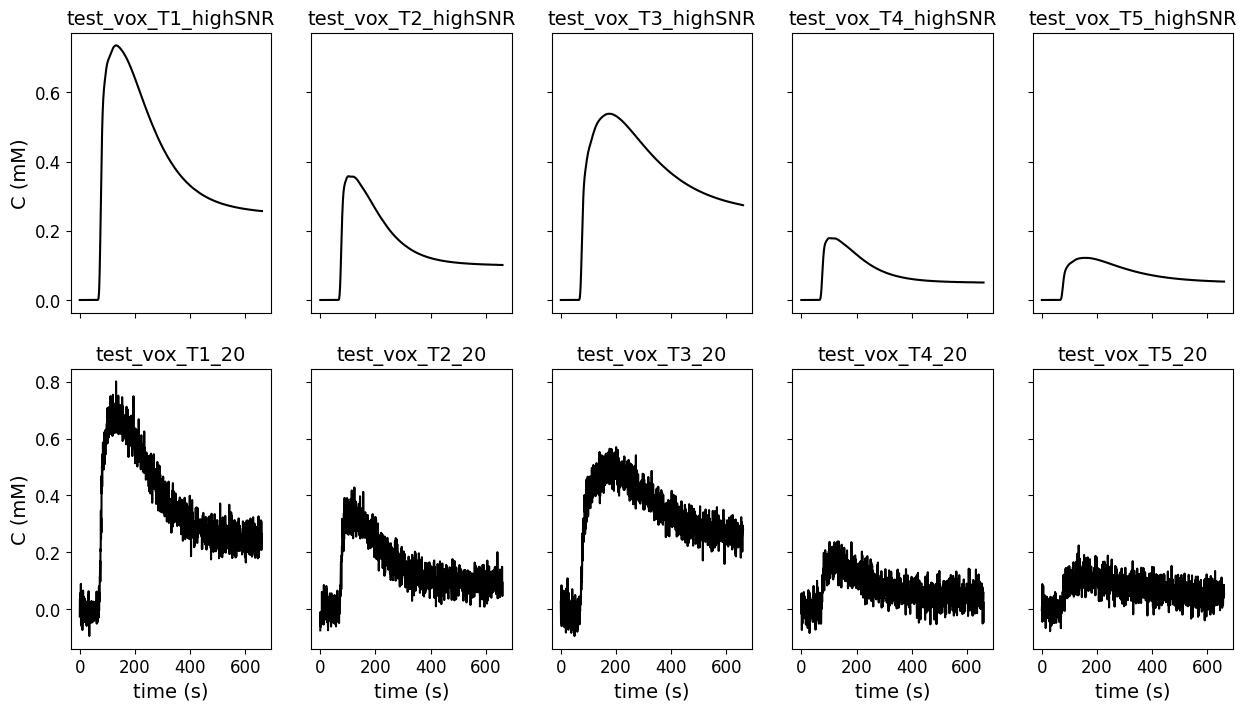 test_vox_T1_highSNR
test_vox_T2_highSNR
test_vox_T3_highSNR
test_vox_T4_highSNR
test_vox_T5_highSNR
C (mM)
0.6
0.4
0.2
0.0
test_vox_T1_20
test_vox_T2_20
test_vox_T3_20
test_vox_T4_20
test_vox_T5_20
C (mM)
0.8
0.6
0.4
0.2
0.0
0 200 400 600
0 200 400 600
0 200 400 600
0 200 400 600
0 200 400 600
time (s)
time (s)
time (s)
time (s)
time (s)